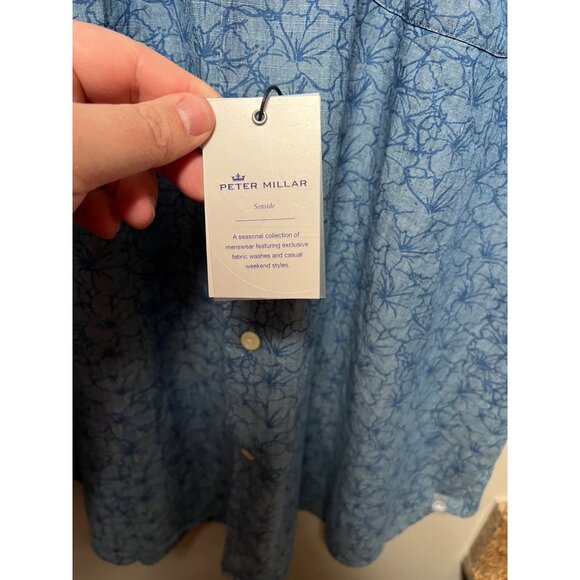 PETER MILLAR
Seaside
A seasonal collection of
menswear featuring exclusive
fabric washes and casual
weekend styles.